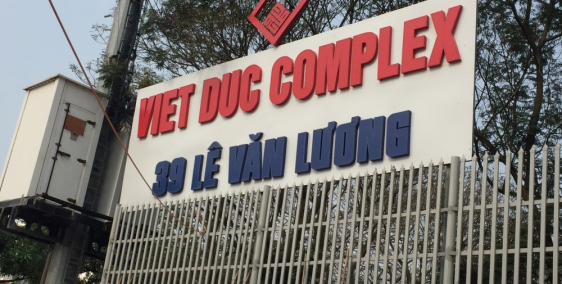 VIET DUC COMPLEX
39 LÊ VĂN LƯƠNG